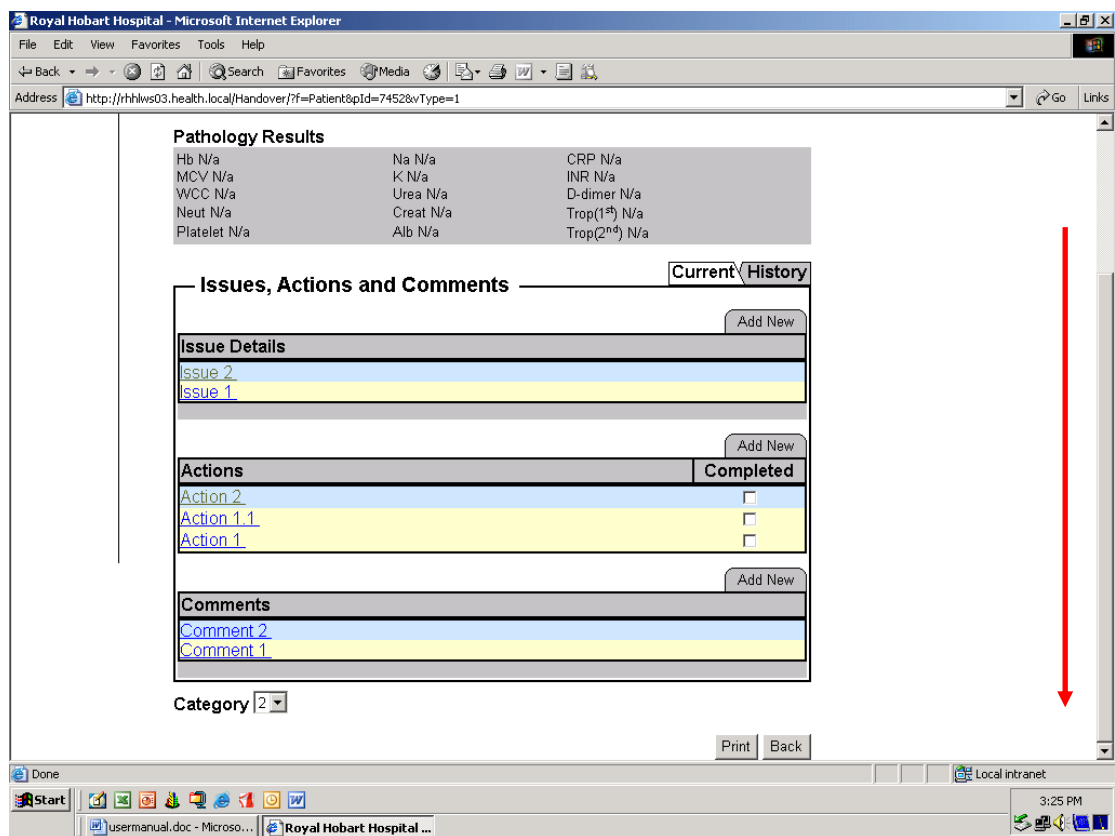 Royal Hobart Hospital - Microsoft Internet Explorer
File Edit View Favorites Tools Help
Back Search Favorites Media
Address http://rhhlws03.health.local/Handover/?f=Patient&pId=7452&vType=1 Go Links
Pathology Results
Hb N/a Na N/a CRP N/a
MCV N/a K N/a INR N/a
WCC N/a Urea N/a D-dimer N/a
Neut N/a Creat N/a Trop(1st) N/a
Platelet N/a Alb N/a Trop(2nd) N/a
Current History
Issues, Actions and Comments
Add New
Issue Details
Issue 2
Issue 1
Add New
Actions Completed
Action 2
Action 1.1
Action 1
Add New
Comments
Comment 2
Comment 1
Category 2
Print Back
Done Local intranet
Start 3:25 PM
usermanual.doc - Microso... Royal Hobart Hospital ...